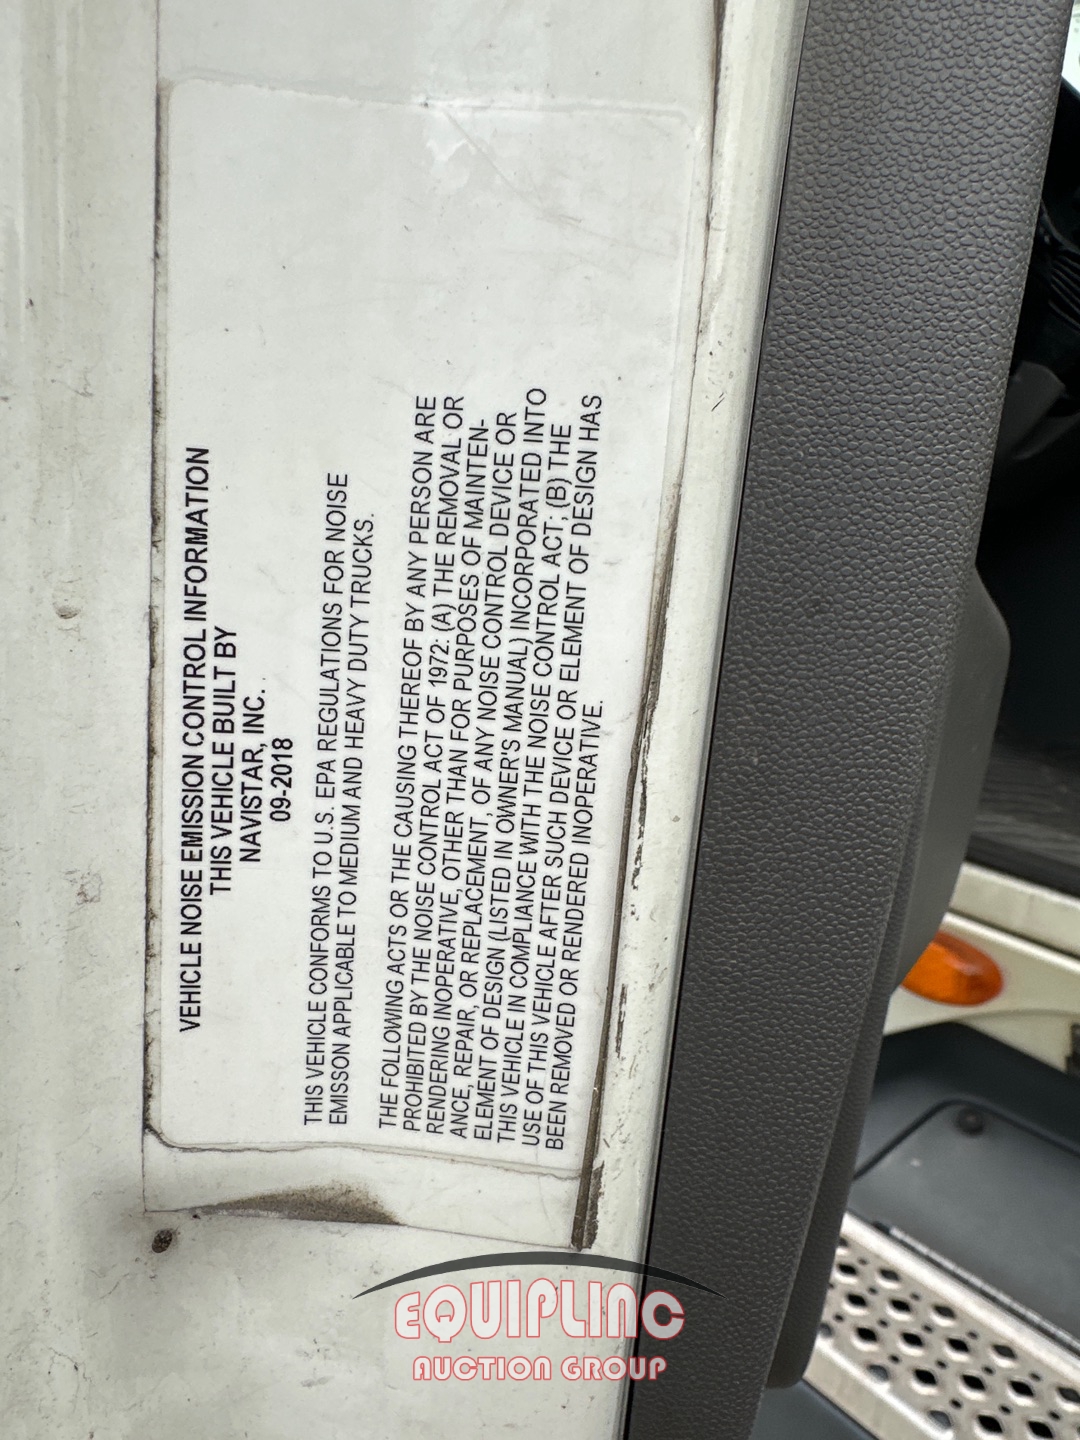 VEHICLE NOISE EMISSION CONTROL INFORMATION
THIS VEHICLE BUILT BY
NAVISTAR, INC.
09-2018
THIS VEHICLE CONFORMS TO U.S. EPA REGULATIONS FOR NOISE
EMISSON APPLICABLE TO MEDIUM AND HEAVY DUTY TRUCKS.
THE FOLLOWING ACTS OR THE CAUSING THEREOF BY ANY PERSON ARE
PROHIBITED BY THE NOISE CONTROL ACT OF 1972: (A) THE REMOVAL OR
RENDERING INOPERATIVE, OTHER THAN FOR PURPOSES OF MAINTEN-
ANCE, REPAIR, OR REPLACEMENT, OF ANY NOISE CONTROL DEVICE OR
ELEMENT OF DESIGN (LISTED IN OWNER'S MANUAL) INCORPORATED INTO
THIS VEHICLE IN COMPLIANCE WITH THE NOISE CONTROL ACT; (B) THE
USE OF THIS VEHICLE AFTER SUCH DEVICE OR ELEMENT OF DESIGN HAS
BEEN REMOVED OR RENDERED INOPERATIVE.
EQUIPLINC
AUCTION GROUP